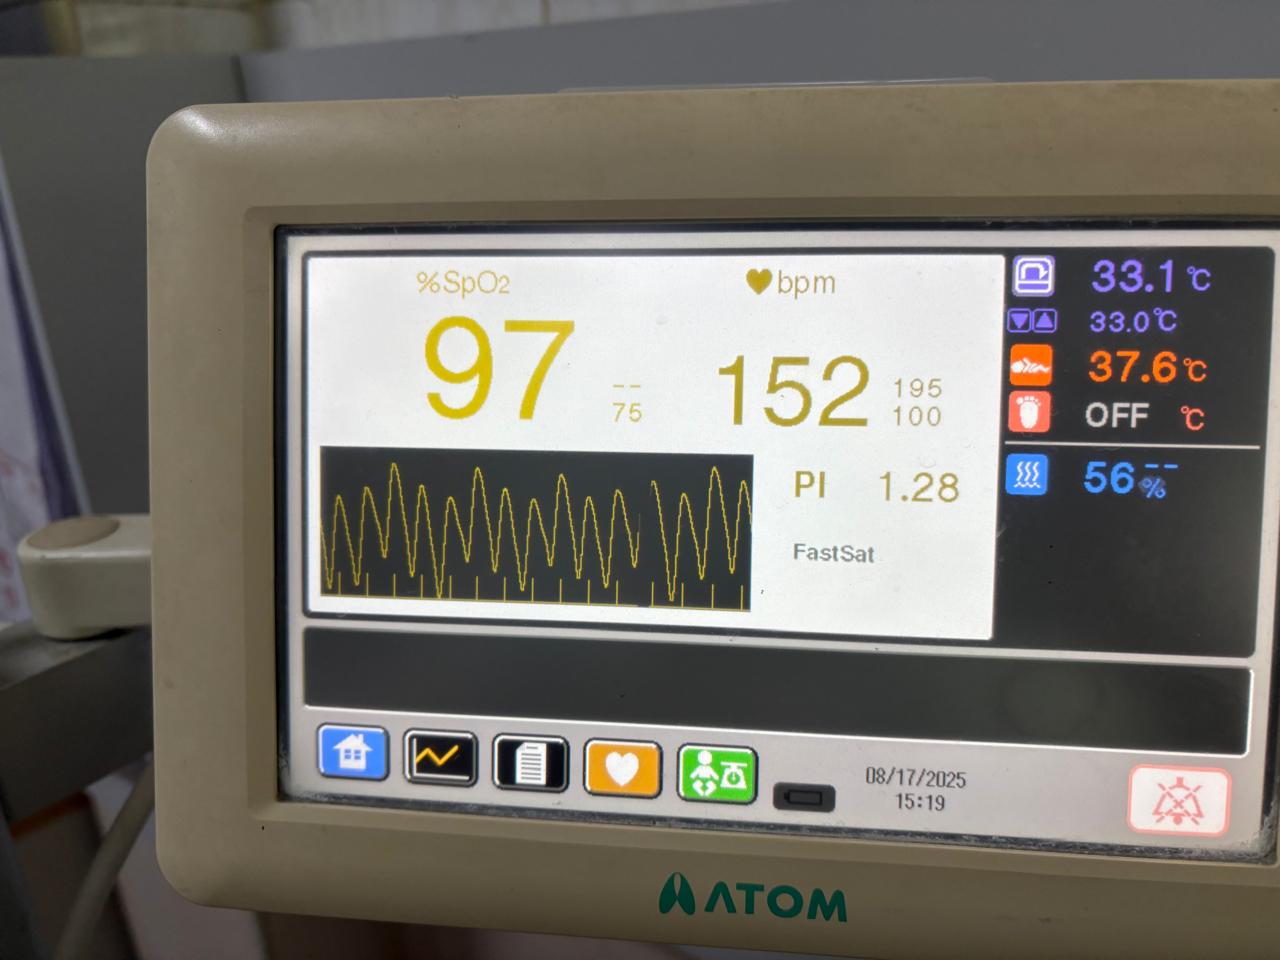 %SpO2
97
--
75
bpm
152
195
100
PI 1.28
FastSat
33.1 °C
33.0°C
37.6 °C
OFF °C
56 -- %
08/17/2025
15:19
ATOM